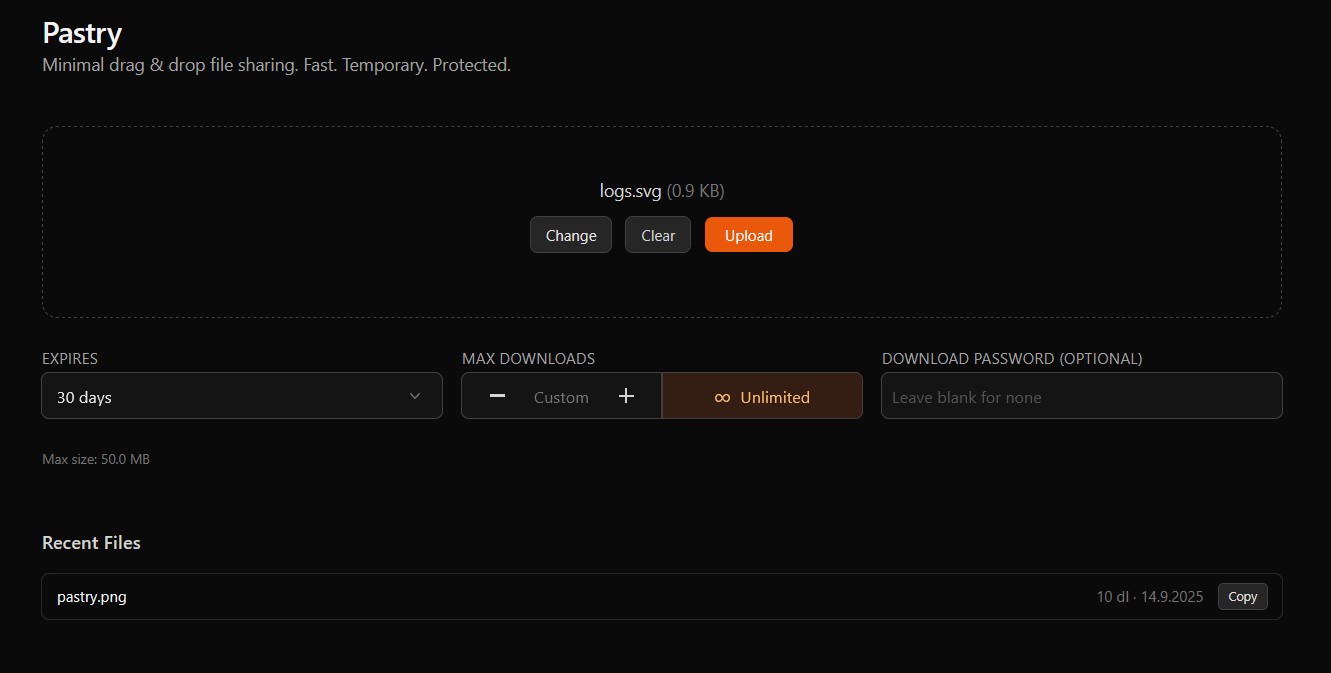 Pastry
Minimal drag & drop file sharing. Fast. Temporary. Protected.
logs.svg (0.9 KB)
Change Clear Upload
EXPIRES MAX DOWNLOADS DOWNLOAD PASSWORD (OPTIONAL)
30 days − Custom + ∞ Unlimited Leave blank for none
Max size: 50.0 MB
Recent Files
pastry.png 10 dl · 14.9.2025 Copy